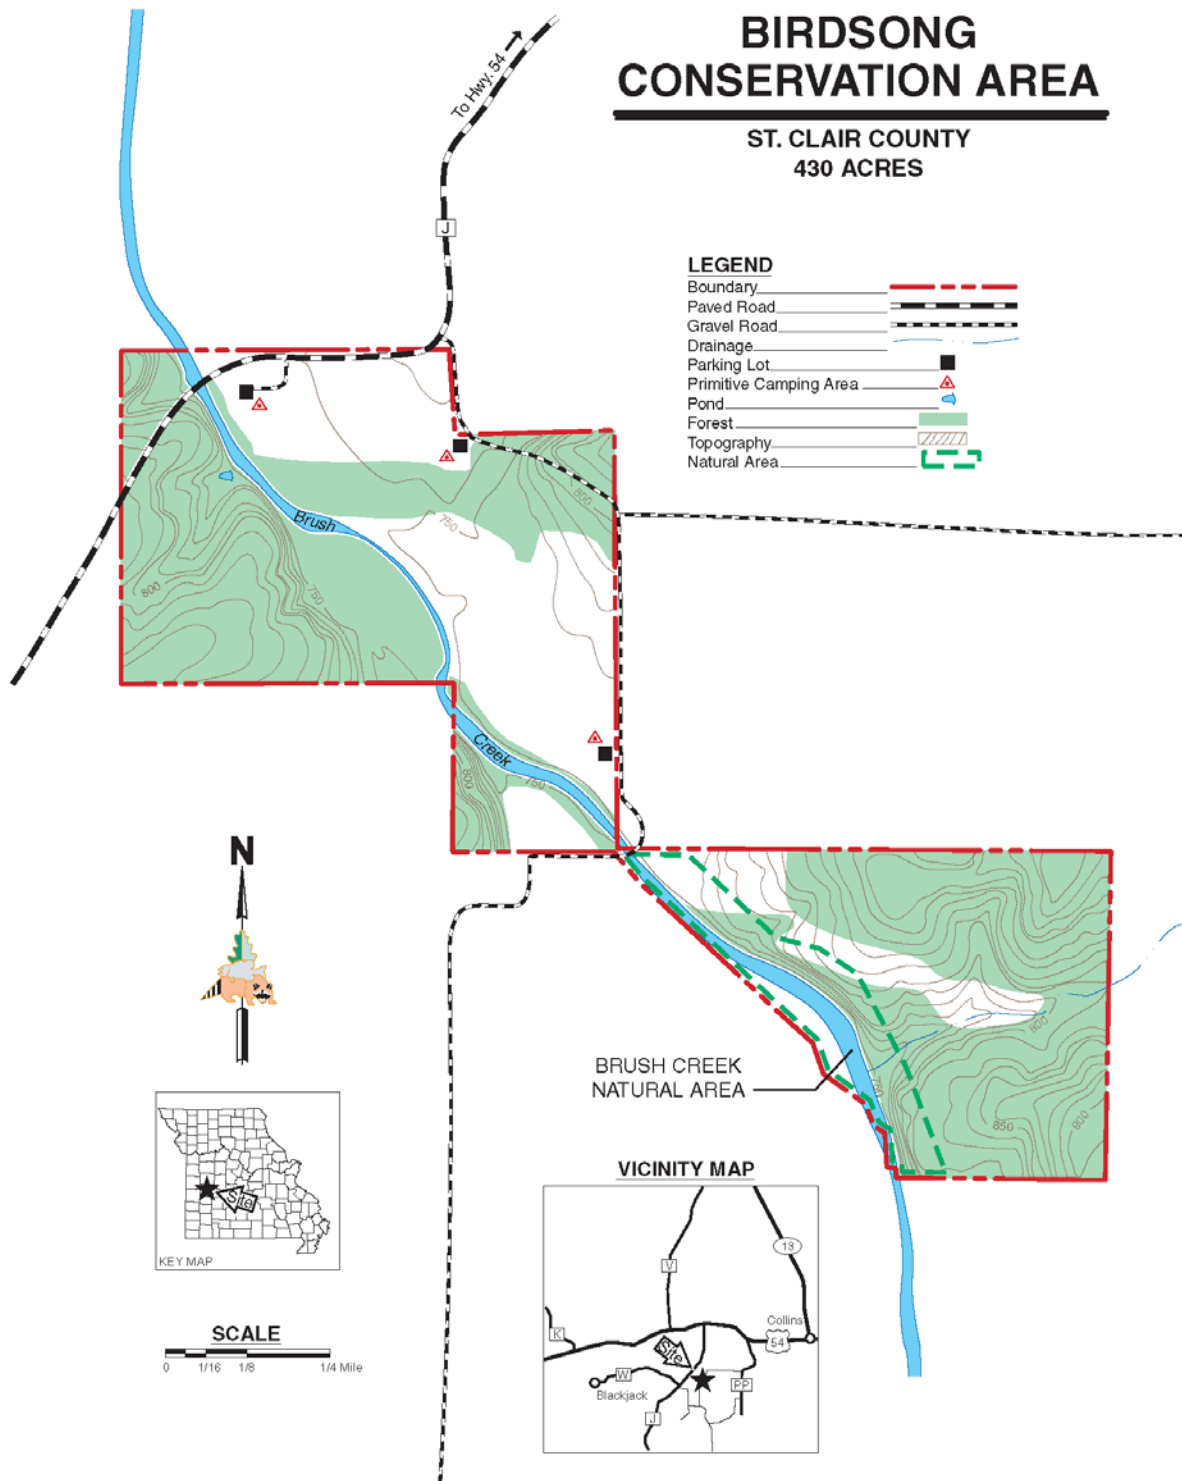 BIRDSONG
CONSERVATION AREA
ST. CLAIR COUNTY
430 ACRES
To Hwy. 54
J
LEGEND
Boundary
Paved Road
Gravel Road
Drainage
Parking Lot
Primitive Camping Area
Pond
Forest
Topography
Natural Area
800
750
Brush
800
750
Creek
800
750
N
800
BRUSH CREEK
NATURAL AREA
750
850
800
VICINITY MAP
13
V
Collins
K
54
Site
W
PP
Blackjack
J
Site
KEY MAP
SCALE
0 1/16 1/8 1/4 Mile